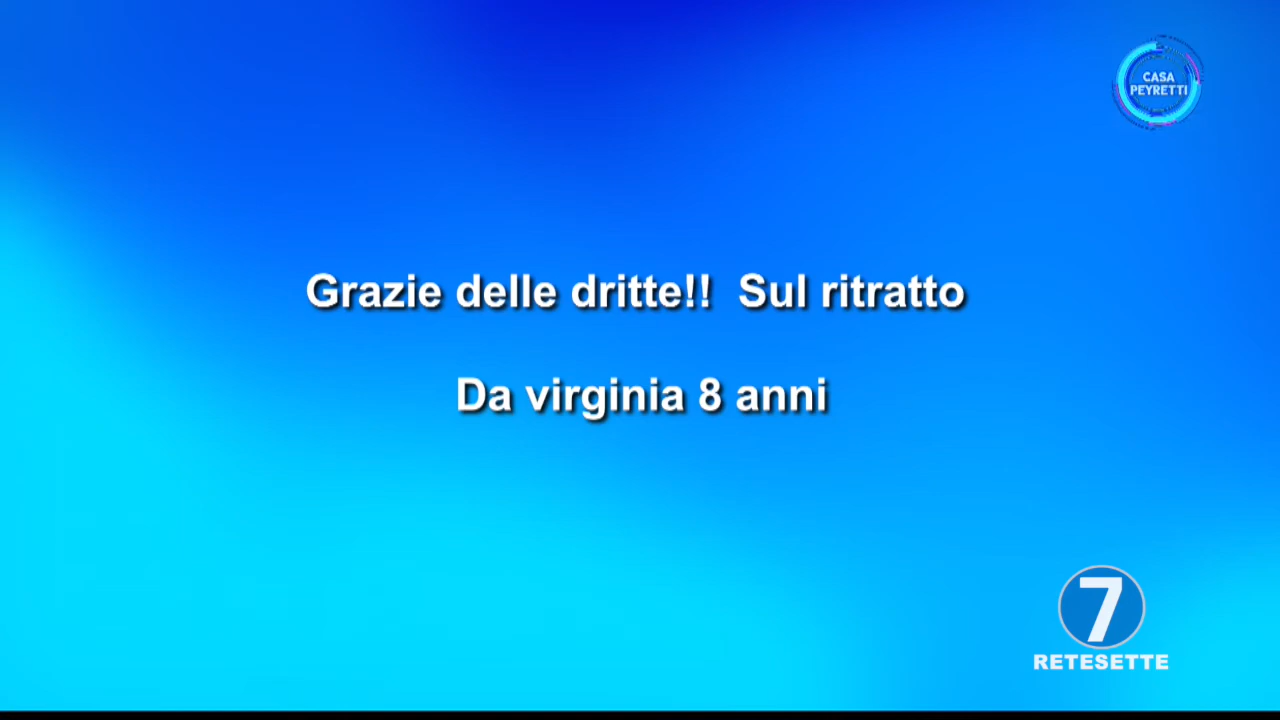 CASA
PEYRETTI
Grazie delle dritte!!  Sul ritratto
Da virginia 8 anni
7
RETESETTE